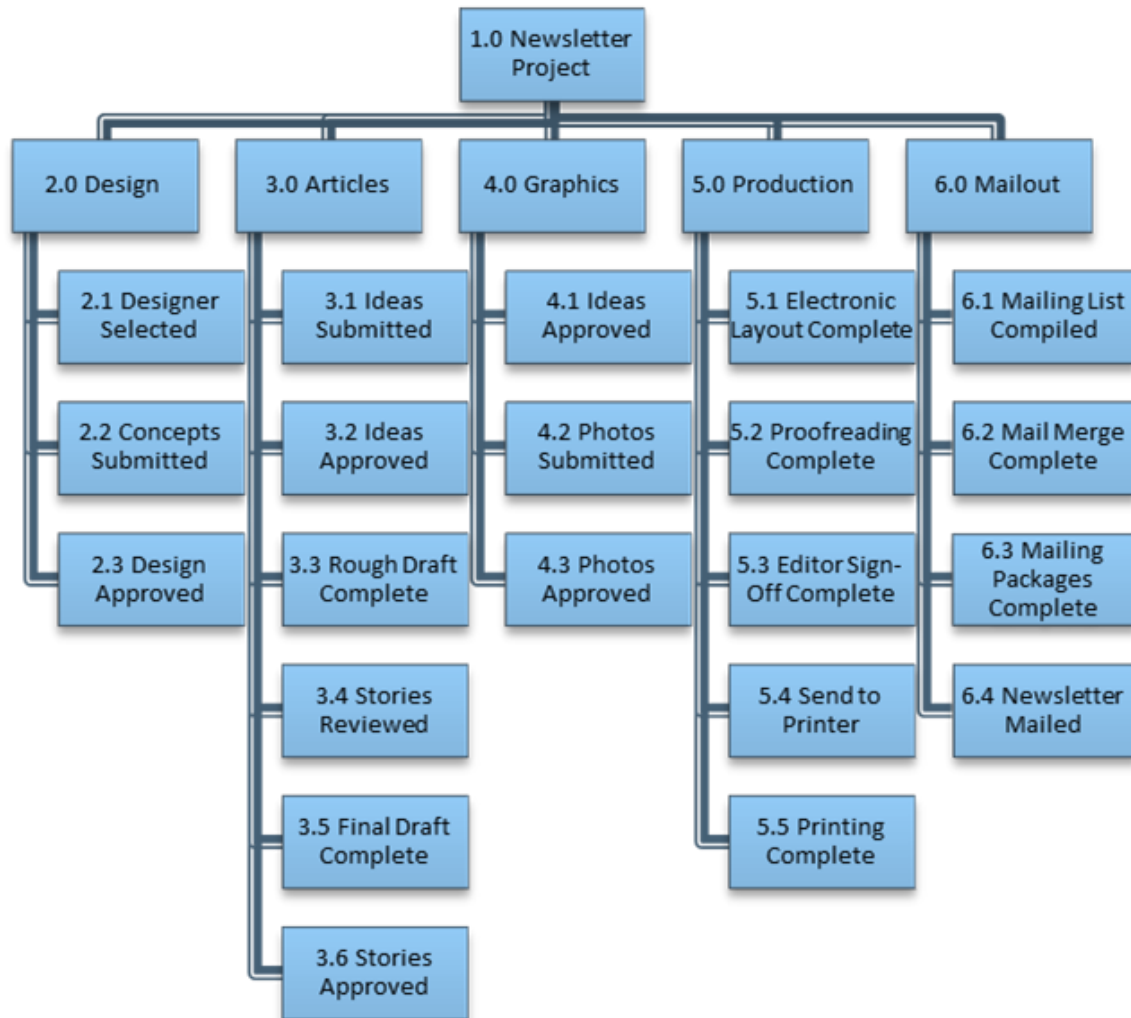 1.0 Newsletter
Project
2.0 Design
3.0 Articles
4.0 Graphics
5.0 Production
6.0 Mailout
2.1 Designer
Selected
2.2 Concepts
Submitted
2.3 Design
Approved
3.1 Ideas
Submitted
3.2 Ideas
Approved
3.3 Rough Draft
Complete
3.4 Stories
Reviewed
3.5 Final Draft
Complete
3.6 Stories
Approved
4.1 Ideas
Approved
4.2 Photos
Submitted
4.3 Photos
Approved
5.1 Electronic
Layout Complete
5.2 Proofreading
Complete
5.3 Editor Sign-
Off Complete
5.4 Send to
Printer
5.5 Printing
Complete
6.1 Mailing List
Compiled
6.2 Mail Merge
Complete
6.3 Mailing
Packages
Complete
6.4 Newsletter
Mailed